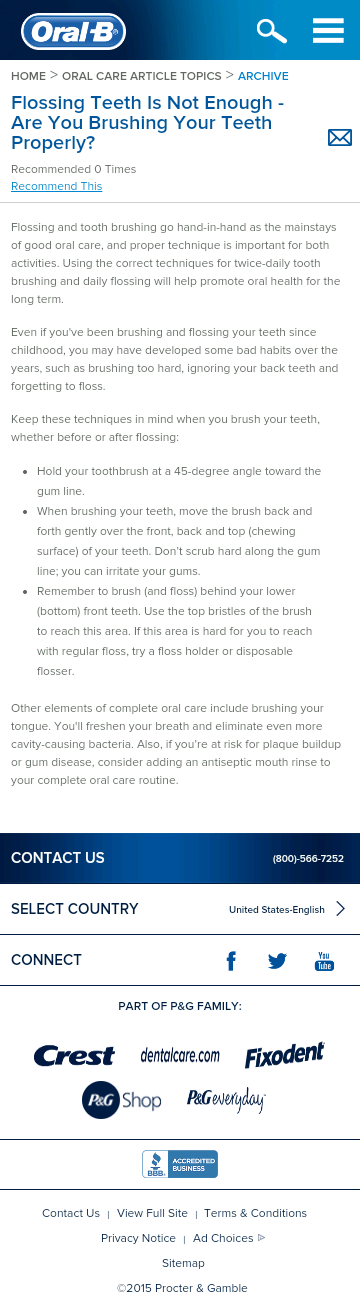 Oral-B
HOME > ORAL CARE ARTICLE TOPICS > ARCHIVE
Flossing Teeth Is Not Enough -
Are You Brushing Your Teeth
Properly?
Recommended 0 Times
Recommend This
Flossing and tooth brushing go hand-in-hand as the mainstays
of good oral care, and proper technique is important for both
activities. Using the correct techniques for twice-daily tooth
brushing and daily flossing will help promote oral health for the
long term.
Even if you've been brushing and flossing your teeth since
childhood, you may have developed some bad habits over the
years, such as brushing too hard, ignoring your back teeth and
forgetting to floss.
Keep these techniques in mind when you brush your teeth,
whether before or after flossing:
• Hold your toothbrush at a 45-degree angle toward the
gum line.
• When brushing your teeth, move the brush back and
forth gently over the front, back and top (chewing
surface) of your teeth. Don't scrub hard along the gum
line; you can irritate your gums.
• Remember to brush (and floss) behind your lower
(bottom) front teeth. Use the top bristles of the brush
to reach this area. If this area is hard for you to reach
with regular floss, try a floss holder or disposable
flosser.
Other elements of complete oral care include brushing your
tongue. You'll freshen your breath and eliminate even more
cavity-causing bacteria. Also, if you're at risk for plaque buildup
or gum disease, consider adding an antiseptic mouth rinse to
your complete oral care routine.
CONTACT US (800)-566-7252
SELECT COUNTRY United States-English
CONNECT You Tube
PART OF P&G FAMILY:
Crest dentalcare.com Fixodent
P&G Shop P&G everyday
BBB ACCREDITED BUSINESS
Contact Us | View Full Site | Terms & Conditions
Privacy Notice | Ad Choices
Sitemap
©2015 Procter & Gamble